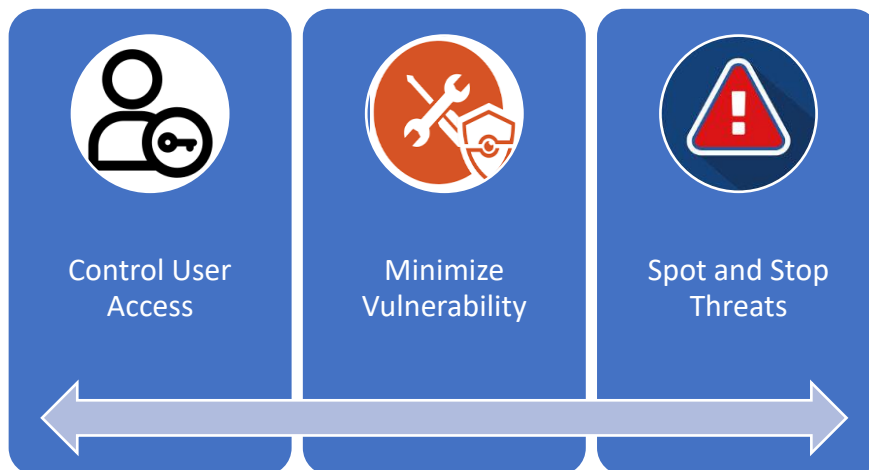 Control User
Access
Minimize
Vulnerability
Spot and Stop
Threats